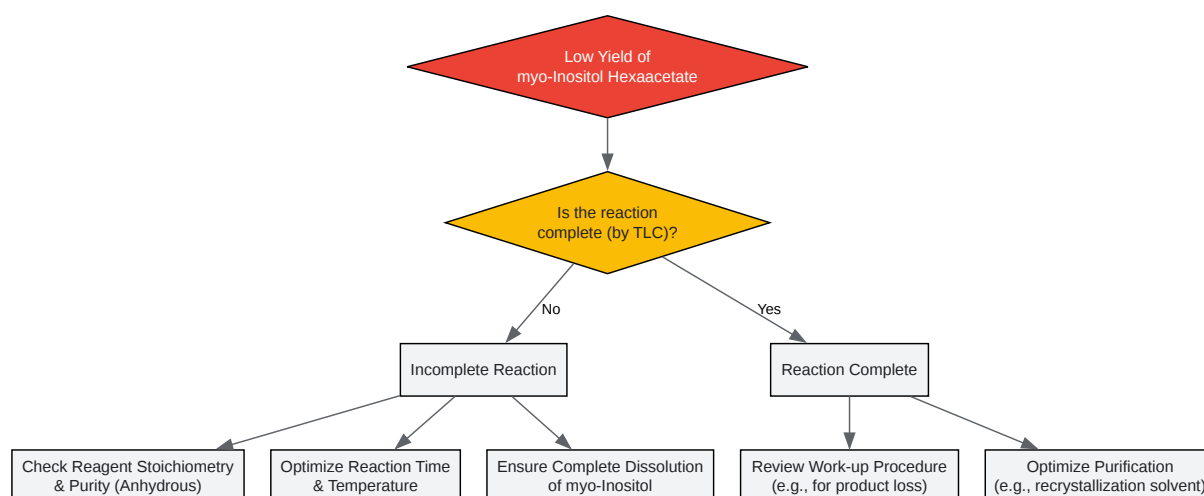 Low Yield of
myo-Inositol Hexaacetate
Is the reaction
complete (by TLC)?
No
Yes
Incomplete Reaction
Reaction Complete
Check Reagent Stoichiometry
& Purity (Anhydrous)
Optimize Reaction Time
& Temperature
Ensure Complete Dissolution
of myo-Inositol
Review Work-up Procedure
(e.g., for product loss)
Optimize Purification
(e.g., recrystallization solvent)